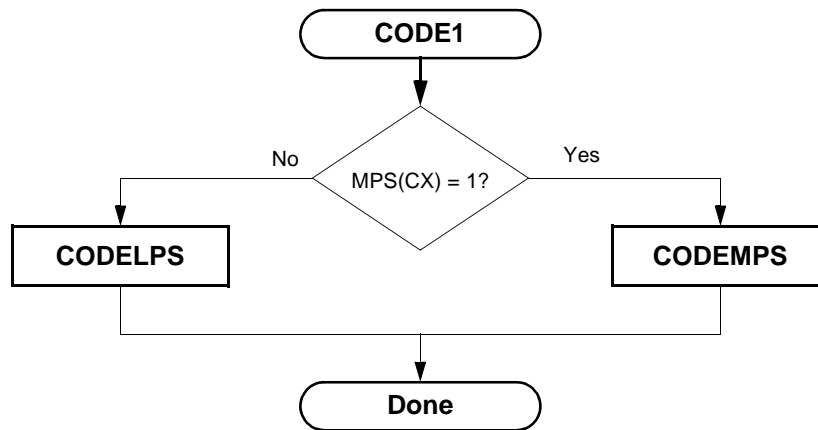 CODE1
No
Yes
MPS(CX) = 1?
CODELPS
CODEMPS
Done